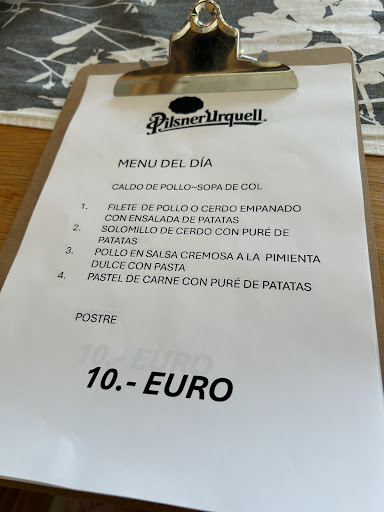 Pilsner Urquell
MENU DEL DÍA
CALDO DE POLLO~SOPA DE COL
1. FILETE DE POLLO O CERDO EMPANADO
CON ENSALADA DE PATATAS
2. SOLOMILLO DE CERDO CON PURÉ DE
PATATAS
3. POLLO EN SALSA CREMOSA A LA PIMIENTA
DULCE CON PASTA
4. PASTEL DE CARNE CON PURÉ DE PATATAS
POSTRE
10.- EURO
10.- EURO